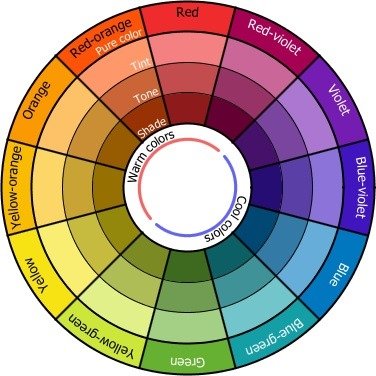 Red
Red-violet
Violet
Blue-violet
Blue
Blue-green
Green
Yellow-green
Yellow
Yellow-orange
Orange
Red-orange
Pure color
Tint
Tone
Shade
Warm colors
Cool colors